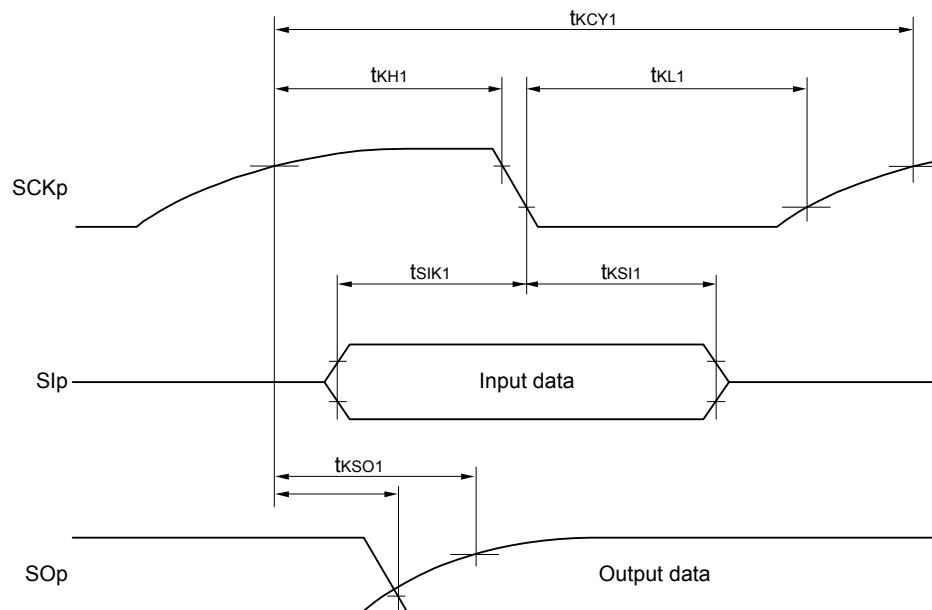 tKCY1
tKH1
tKL1
SCKp
tSIK1
tKSI1
SIp
Input data
tKSO1
SOp
Output data